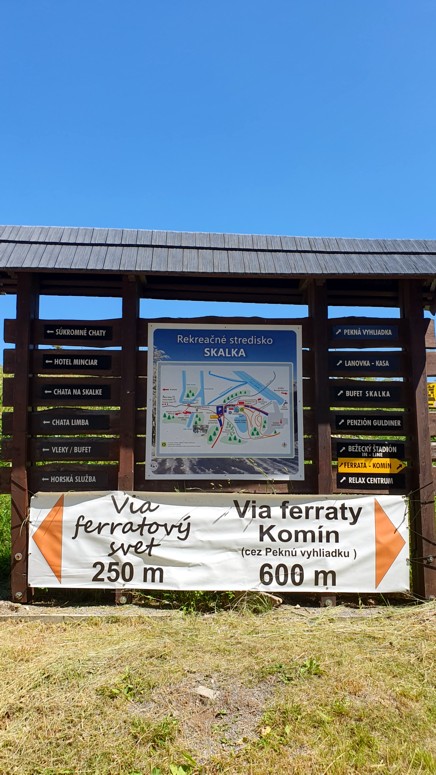 Rekreačné stredisko
SKALKA
SÚKROMNÉ CHATY
HOTEL MINCIAR
CHATA NA SKALKE
CHATA LIMBA
VLEKY / BUFET
HORSKÁ SLUŽBA
PEKNÁ VYHLIADKA
LANOVKA - KASA
BUFET SKALKA
PENZIÓN GULDINER
BEŽECKÝ ŠTADIÓN
FERRATA - KOMÍN
RELAX CENTRUM
Via
ferratový
svet
250 m
Via ferraty
Komín
(cez Peknú vyhliadku )
600 m